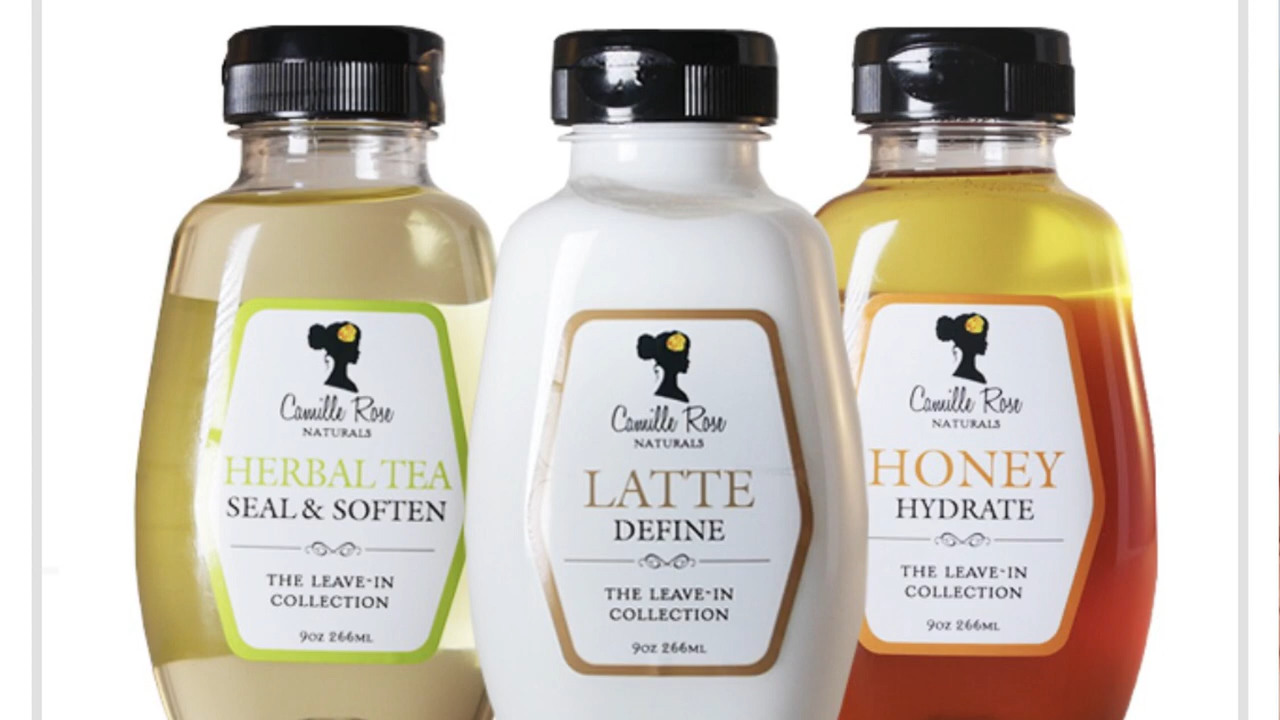 Camille Rose
NATURALS
HERBAL TEA
SEAL & SOFTEN
THE LEAVE-IN
COLLECTION
9OZ 266ML
Camille Rose
NATURALS
LATTE
DEFINE
THE LEAVE-IN
COLLECTION
9OZ 266ML
Camille Rose
NATURALS
HONEY
HYDRATE
THE LEAVE-IN
COLLECTION
9OZ 266ML